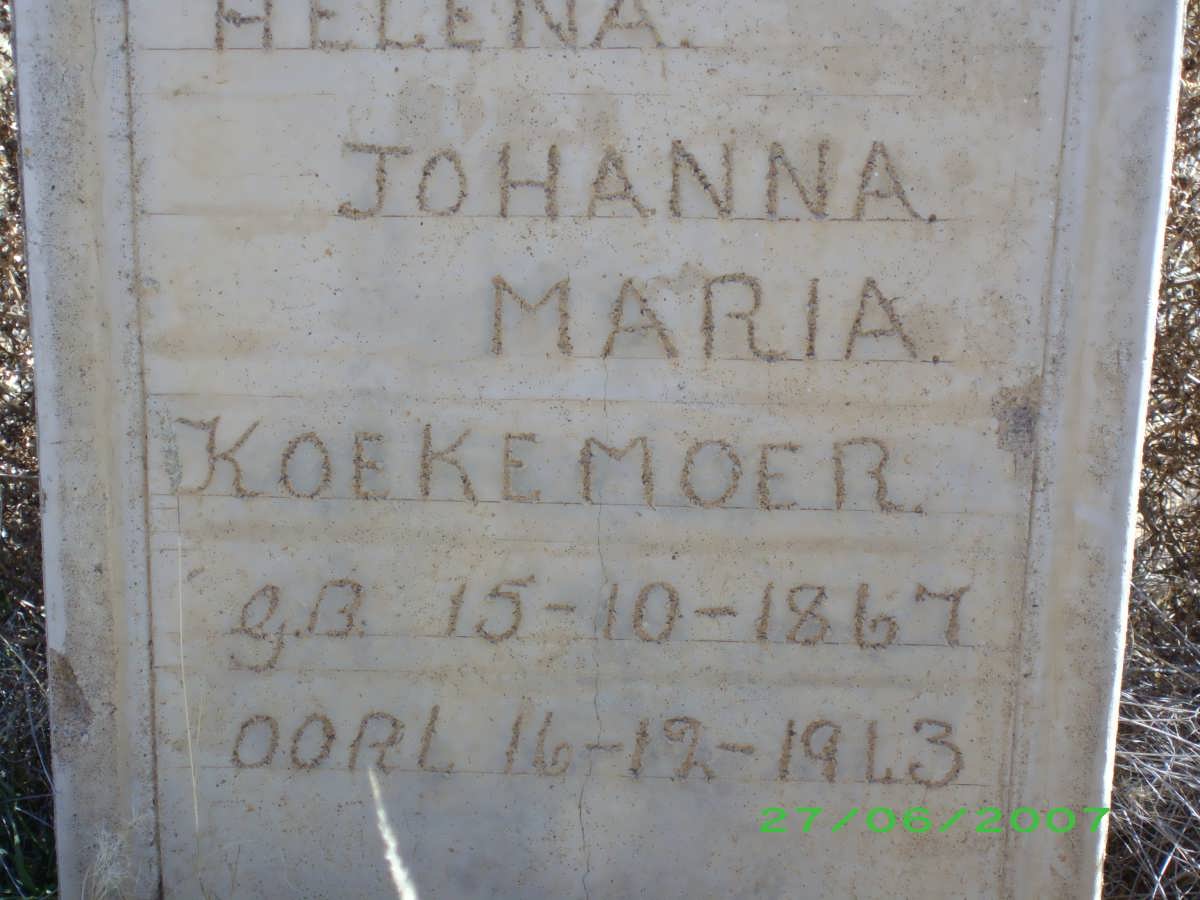 HELENA.
JOHANNA.
MARIA.
KOEKEMOER.
G.B. 15-10-1867
OORL 16-12-1913
27/06/2007